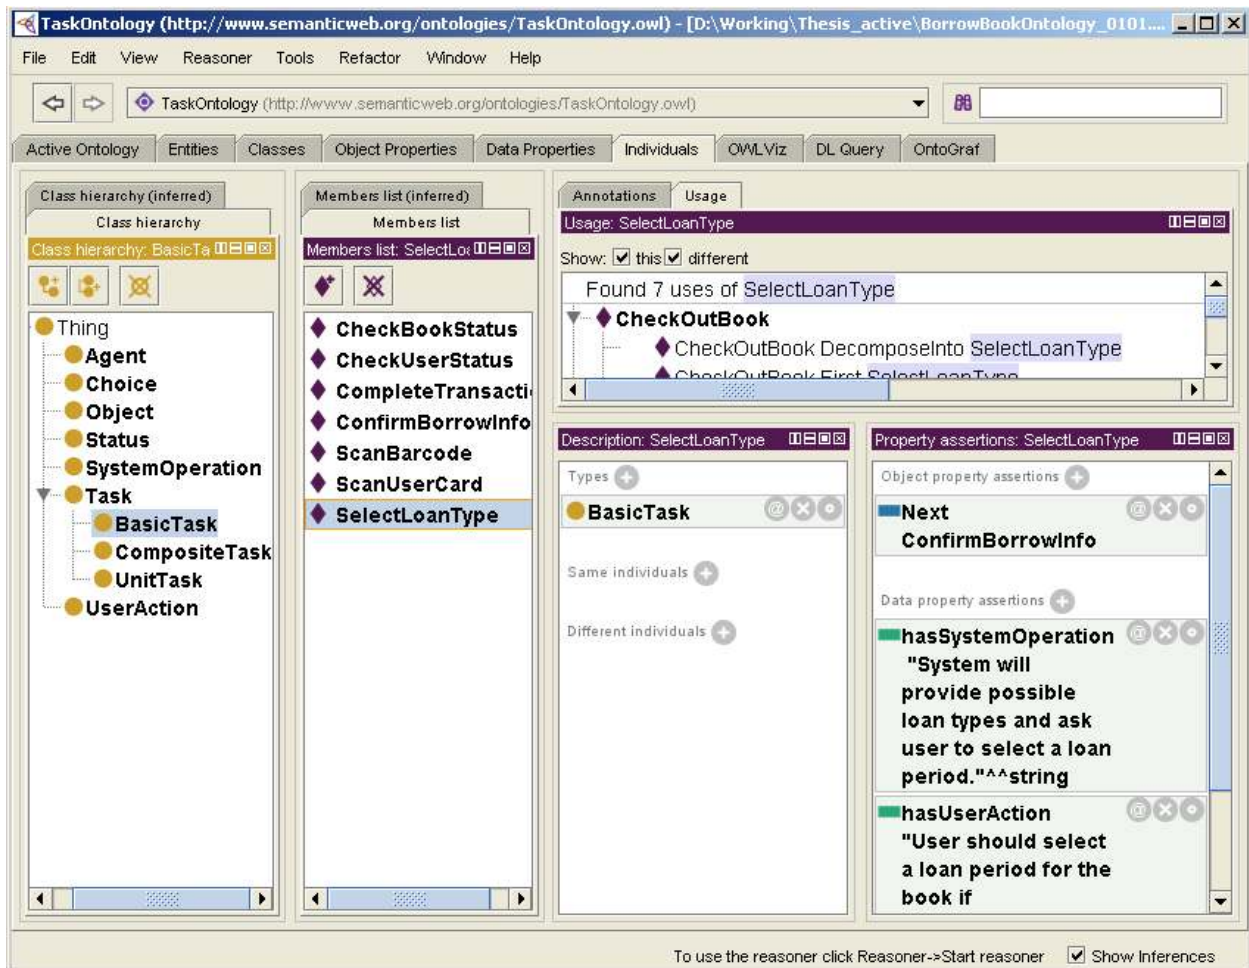 TaskOntology (http://www.semanticweb.org/ontologies/TaskOntology.owl) - [D:\Working\Thesis_active\BorrowBookOntology_0101....
File Edit View Reasoner Tools Refactor Window Help
TaskOntology (http://www.semanticweb.org/ontologies/TaskOntology.owl)
Active Ontology Entities Classes Object Properties Data Properties Individuals OWLViz DL Query OntoGraf
Class hierarchy (inferred)
Class hierarchy
Class hierarchy: BasicTa
Thing
Agent
Choice
Object
Status
SystemOperation
Task
BasicTask
CompositeTask
UnitTask
UserAction
Members list (inferred)
Members list
Members list: SelectLoa
CheckBookStatus
CheckUserStatus
CompleteTransacti
ConfirmBorrowInfo
ScanBarcode
ScanUserCard
SelectLoanType
Annotations Usage
Usage: SelectLoanType
Show: this different
Found 7 uses of SelectLoanType
CheckOutBook
CheckOutBook DecomposeInto SelectLoanType
CheckOutBook First SelectLoanType
Description: SelectLoanType
Types
BasicTask
Same individuals
Different individuals
Property assertions: SelectLoanType
Object property assertions
Next
ConfirmBorrowInfo
Data property assertions
hasSystemOperation
"System will
provide possible
loan types and ask
user to select a loan
period."^^string
hasUserAction
"User should select
a loan period for the
book if
To use the reasoner click Reasoner->Start reasoner Show Inferences